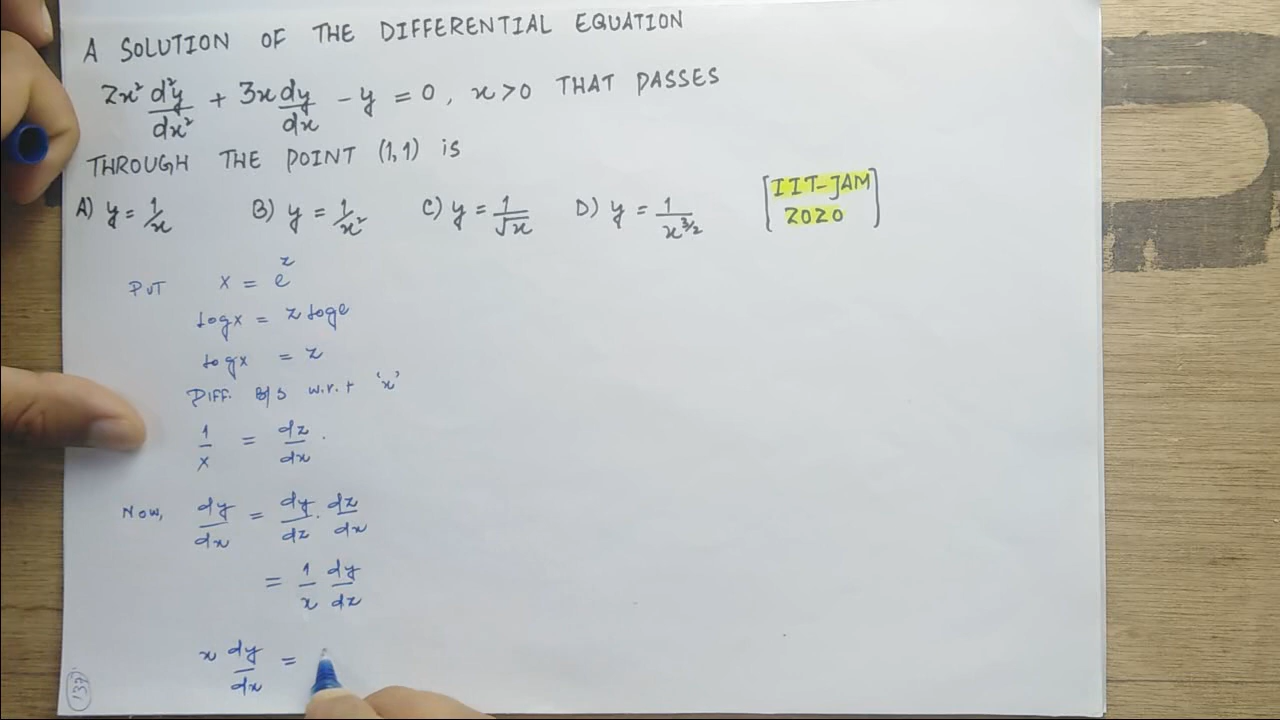 A SOLUTION OF THE DIFFERENTIAL EQUATION
2x² d²y/dx² + 3x dy/dx - y = 0, x > 0 THAT PASSES
THROUGH THE POINT (1,1) is
A) y = 1/x B) y = 1/x² C) y = 1/√x D) y = 1/x^3/2 [IIT-JAM 2020]
PUT x = e^z
log x = z log e
log x = z
DIFF. B/S w.r.t 'x'
1/x = dz/dx.
Now, dy/dx = dy/dz . dz/dx
= 1/x dy/dz
x dy/dx =
137